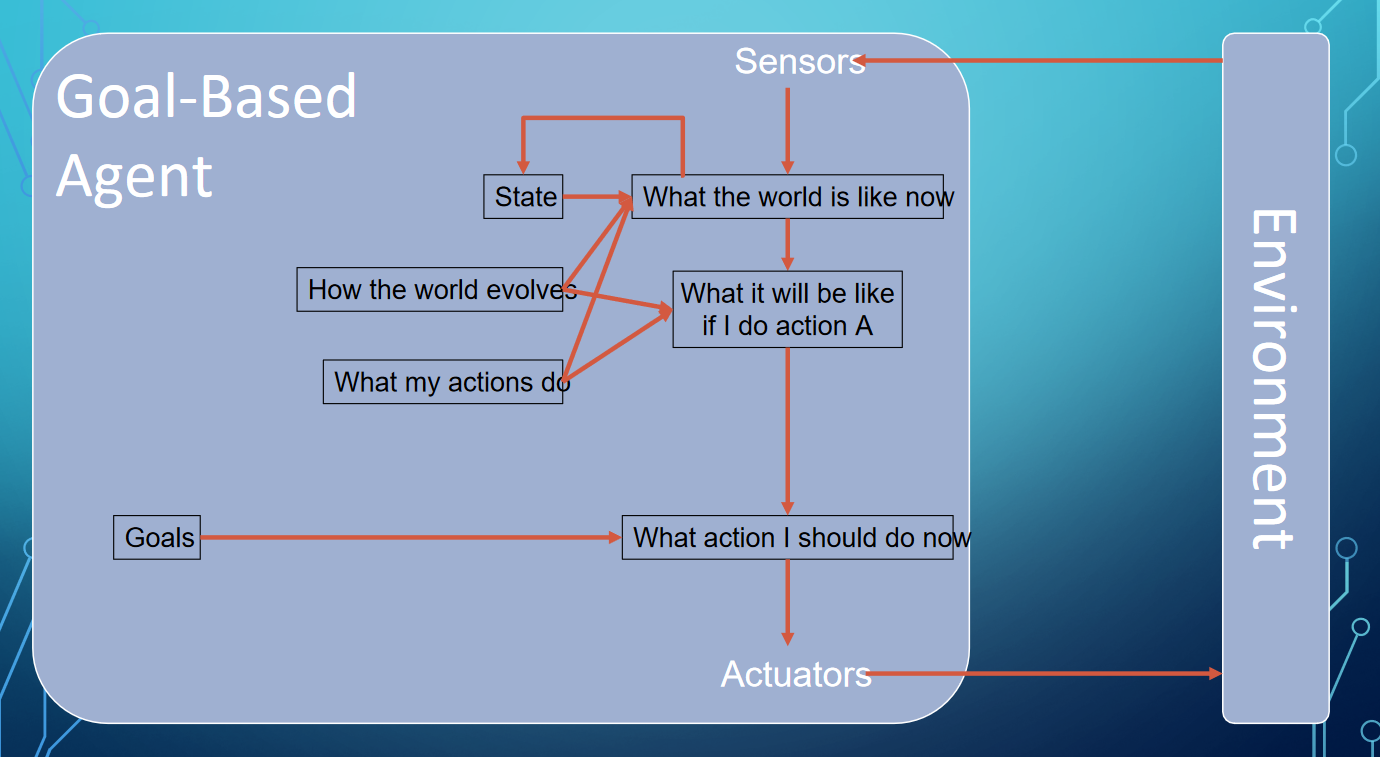 Goal-Based
Agent
Sensors
State
What the world is like now
How the world evolves
What it will be like
if I do action A
What my actions do
Goals
What action I should do now
Actuators
Environment